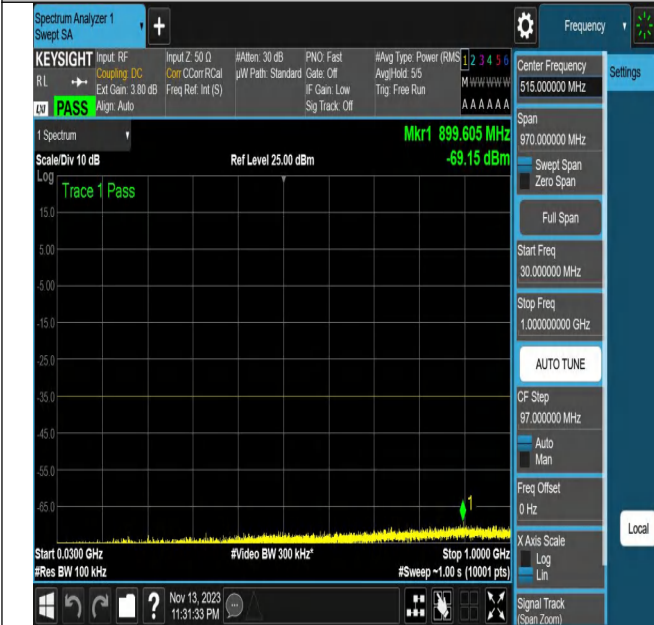 Spectrum Analyzer 1
Swept SA
+
Frequency
KEYSIGHT
RL
PASS
Input: RF
Coupling: DC
Ext Gain: 3.80 dB
Align: Auto
Input Z: 50 Ω
Corr CCorr RCal
Freq Ref: Int (S)
#Atten: 30 dB
µW Path: Standard
PNO: Fast
Gate: Off
IF Gain: Low
Sig Track: Off
#Avg Type: Power (RMS
Avg|Hold: 5/5
Trig: Free Run
1 2 3 4 5 6
M W W W W W
A A A A A A
1 Spectrum
Scale/Div 10 dB
Ref Level 25.00 dBm
Mkr1 899.605 MHz
-69.15 dBm
Log
Trace 1 Pass
15.0
5.00
-5.00
-15.0
-25.0
-35.0
-45.0
-55.0
-65.0
1
Start 0.0300 GHz
#Video BW 300 kHz*
Stop 1.0000 GHz
#Res BW 100 kHz
#Sweep ~1.00 s (10001 pts)
Nov 13, 2023
11:31:33 PM
?
Center Frequency
515.000000 MHz
Settings
Span
970.000000 MHz
Swept Span
Zero Span
Full Span
Start Freq
30.000000 MHz
Stop Freq
1.000000000 GHz
AUTO TUNE
CF Step
97.000000 MHz
Auto
Man
Freq Offset
0 Hz
Local
X Axis Scale
Log
Lin
Signal Track
(Span Zoom)